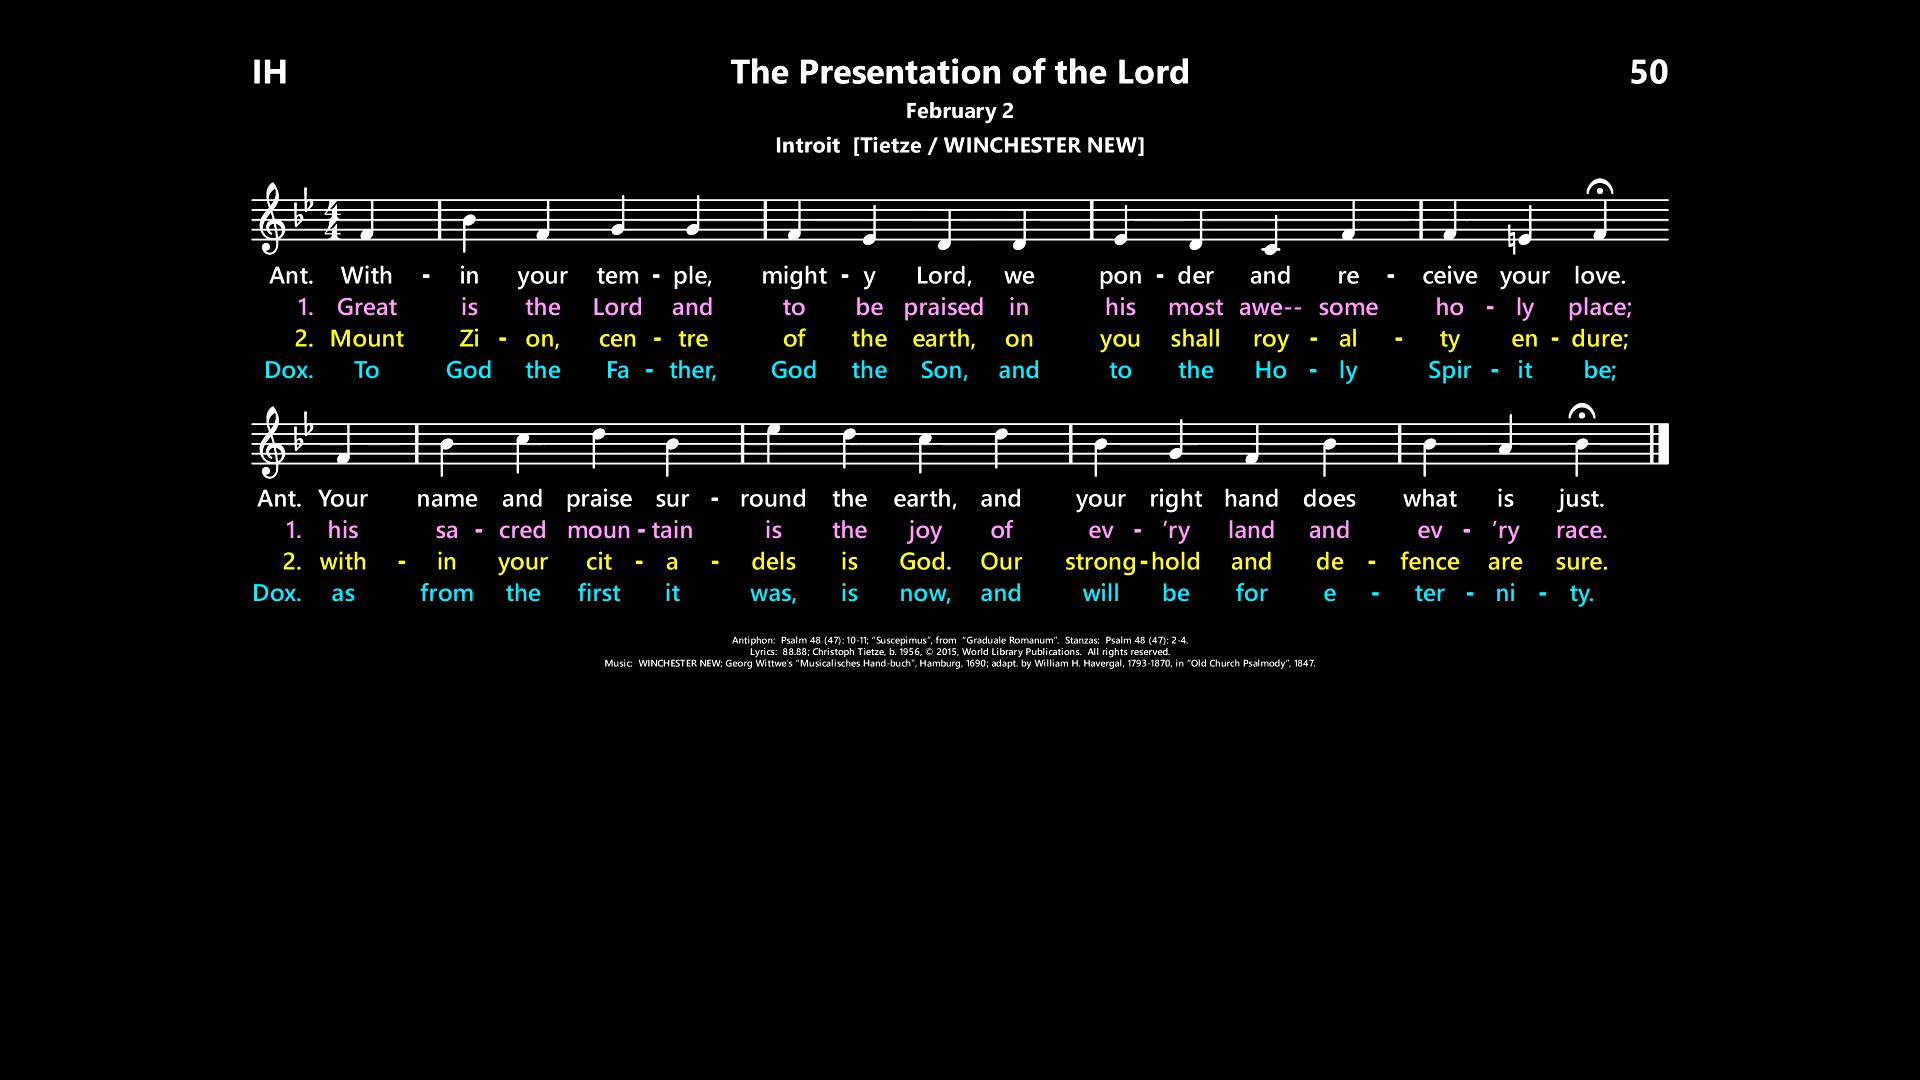 IH The Presentation of the Lord 50
February 2
Introit [Tietze / WINCHESTER NEW]
Ant. With - in your tem - ple, might - y Lord, we pon - der and re - ceive your love.
1. Great is the Lord and to be praised in his most awe-- some ho - ly place;
2. Mount Zi - on, cen - tre of the earth, on you shall roy - al - ty en - dure;
Dox. To God the Fa - ther, God the Son, and to the Ho - ly Spir - it be;
Ant. Your name and praise sur - round the earth, and your right hand does what is just.
1. his sa - cred moun - tain is the joy of ev - ’ry land and ev - ’ry race.
2. with - in your cit - a - dels is God. Our strong - hold and de - fence are sure.
Dox. as from the first it was, is now, and will be for e - ter - ni - ty.
Antiphon: Psalm 48 (47): 10-11; “Suscepimus”, from “Graduale Romanum”. Stanzas: Psalm 48 (47): 2-4.
Lyrics: 88.88; Christoph Tietze, b. 1956, © 2015, World Library Publications. All rights reserved.
Music: WINCHESTER NEW; Georg Wittwe’s “Musicalisches Hand-buch”, Hamburg, 1690; adapt. by William H. Havergal, 1793-1870, in “Old Church Psalmody”, 1847.